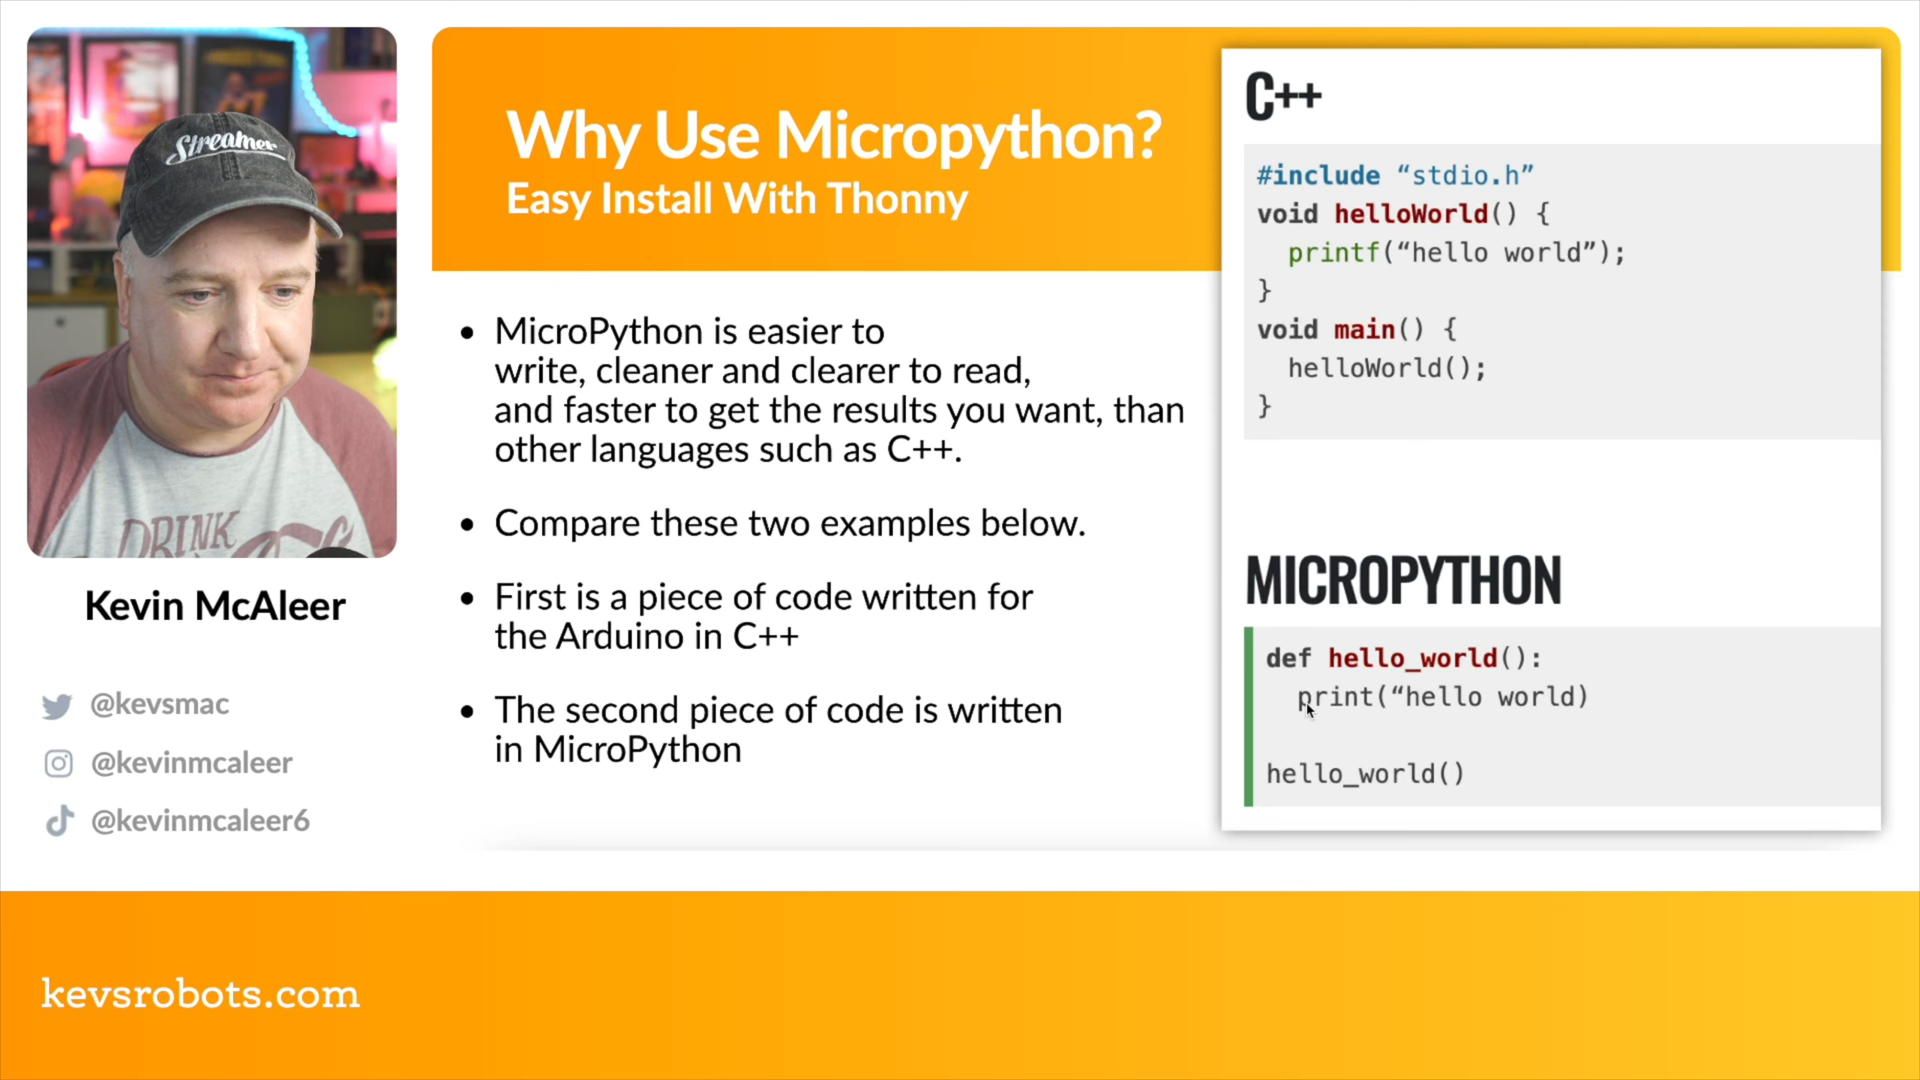 Streamer
DRINK
Kevin McAleer
@kevsmac
@kevinmcaleer
@kevinmcaleer6
Why Use Micropython?
Easy Install With Thonny
• MicroPython is easier to
write, cleaner and clearer to read,
and faster to get the results you want, than
other languages such as C++.
• Compare these two examples below.
• First is a piece of code written for
the Arduino in C++
• The second piece of code is written
in MicroPython
C++
#include “stdio.h”
void helloWorld() {
  printf(“hello world”);
}
void main() {
  helloWorld();
}
MICROPYTHON
def hello_world():
  print(“hello world)
hello_world()
kevsrobots.com